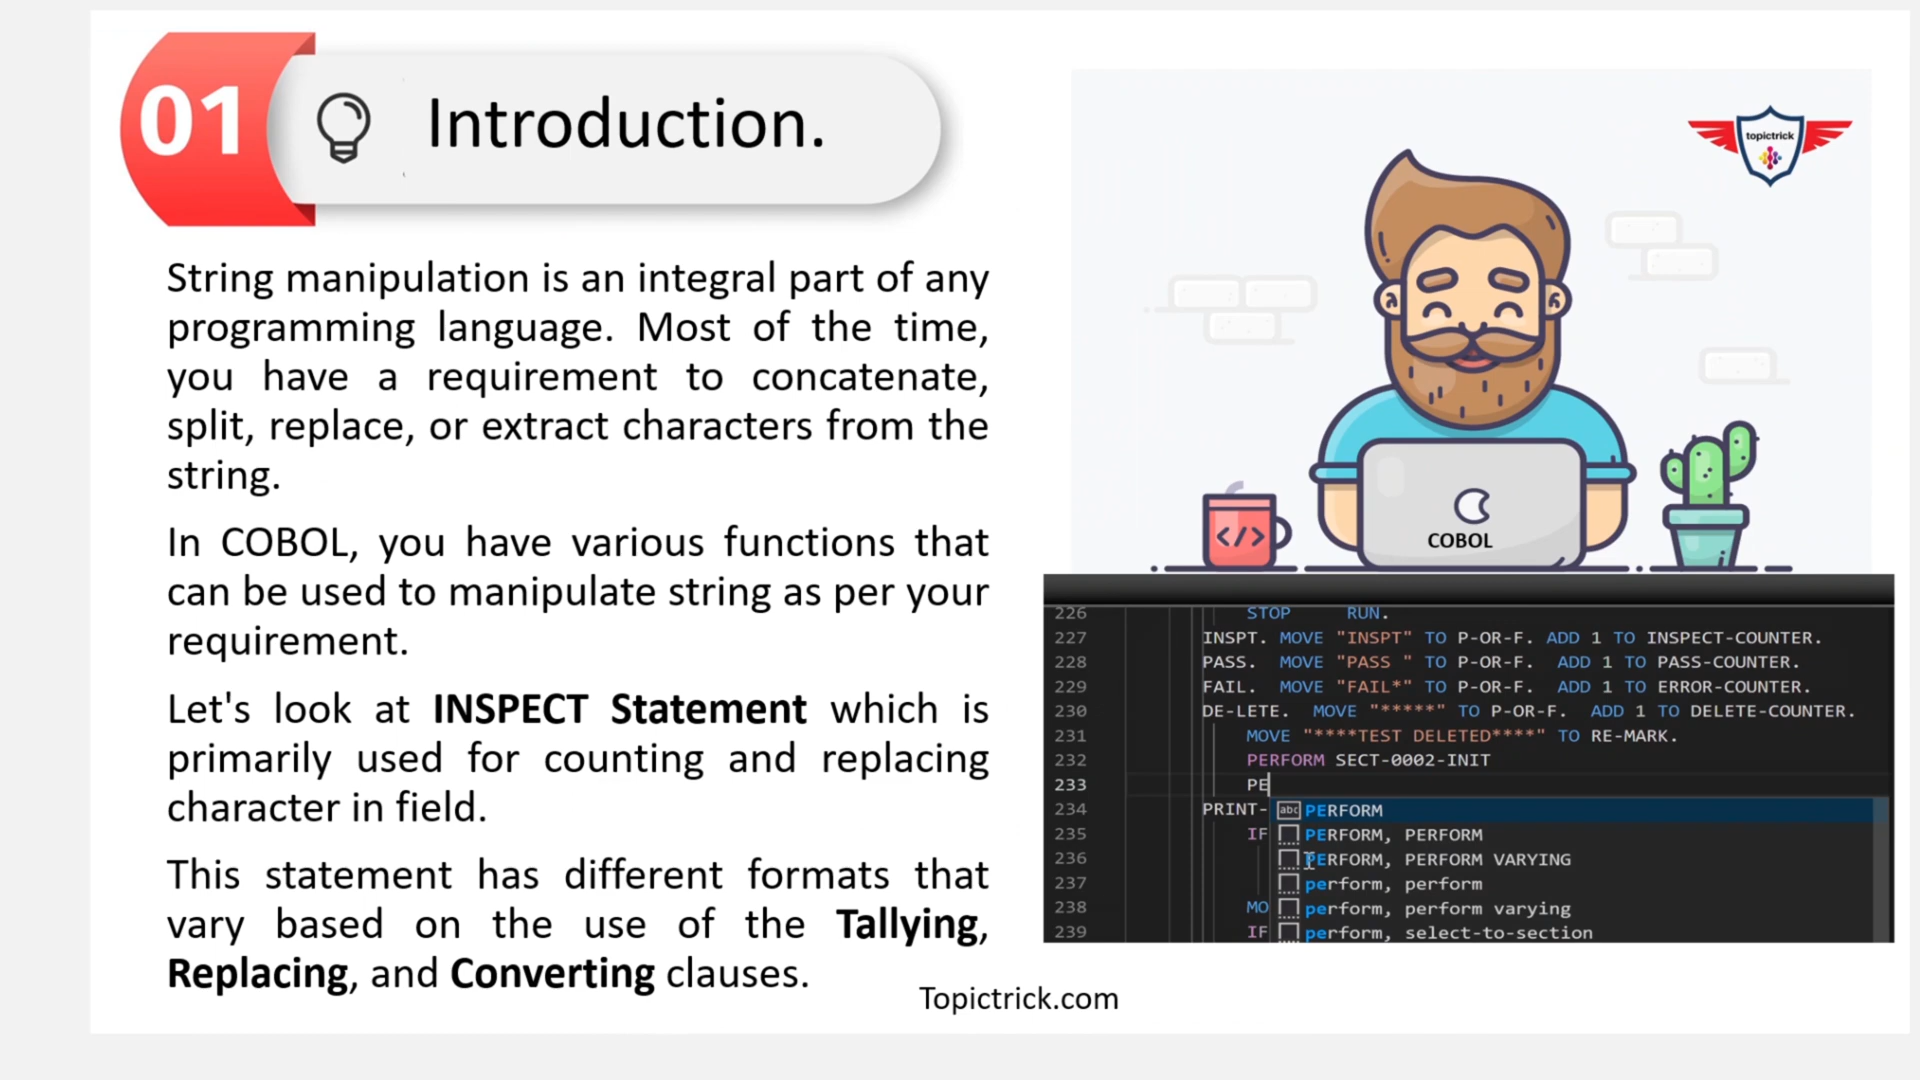 01
Introduction.
String manipulation is an integral part of any
programming language. Most of the time,
you have a requirement to concatenate,
split, replace, or extract characters from the
string.
In COBOL, you have various functions that
can be used to manipulate string as per your
requirement.
Let's look at INSPECT Statement which is
primarily used for counting and replacing
character in field.
This statement has different formats that
vary based on the use of the Tallying,
Replacing, and Converting clauses.
topictrick
</>
COBOL
226 STOP RUN.
227 INSPT. MOVE "INSPT" TO P-OR-F. ADD 1 TO INSPECT-COUNTER.
228 PASS. MOVE "PASS " TO P-OR-F. ADD 1 TO PASS-COUNTER.
229 FAIL. MOVE "FAIL*" TO P-OR-F. ADD 1 TO ERROR-COUNTER.
230 DE-LETE. MOVE "*****" TO P-OR-F. ADD 1 TO DELETE-COUNTER.
231 MOVE "****TEST DELETED****" TO RE-MARK.
232 PERFORM SECT-0002-INIT
233 PE
234 PRINT- abc PERFORM
235 IF PERFORM, PERFORM
236 PERFORM, PERFORM VARYING
237 perform, perform
238 MO perform, perform varying
239 IF perform, select-to-section
Topictrick.com